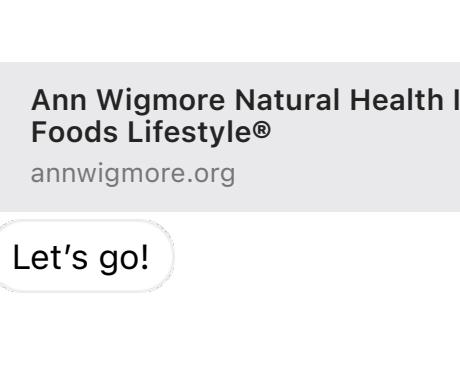 Ann Wigmore Natural Health
Foods Lifestyle®
annwigmore.org
Let’s go!